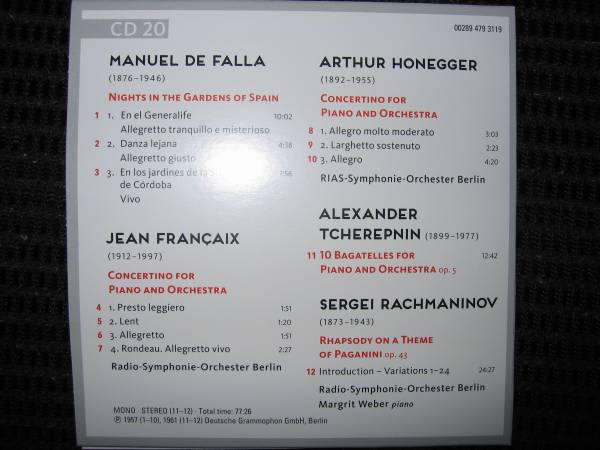 CD 20
00289 479 3119
MANUEL DE FALLA
(1876–1946)
NIGHTS IN THE GARDENS OF SPAIN
1 1. En el Generalife 10:02
Allegretto tranquillo e misterioso
2 2. Danza lejana 4:38
Allegretto giusto
3 3. En los jardines de la 7:56
de Córdoba
Vivo
JEAN FRANÇAIX
(1912–1997)
CONCERTINO FOR
PIANO AND ORCHESTRA
4 1. Presto leggiero 1:51
5 2. Lent 1:20
6 3. Allegretto 1:51
7 4. Rondeau. Allegretto vivo 2:27
Radio-Symphonie-Orchester Berlin
MONO · STEREO (11–12) · Total time: 77:26
℗ 1957 (1–10), 1961 (11–12) Deutsche Grammophon GmbH, Berlin
ARTHUR HONEGGER
(1892–1955)
CONCERTINO FOR
PIANO AND ORCHESTRA
8 1. Allegro molto moderato 3:03
9 2. Larghetto sostenuto 2:23
10 3. Allegro 4:20
RIAS-Symphonie-Orchester Berlin
ALEXANDER
TCHEREPNIN (1899–1977)
11 10 BAGATELLES FOR 12:42
PIANO AND ORCHESTRA op. 5
SERGEI RACHMANINOV
(1873–1943)
RHAPSODY ON A THEME
OF PAGANINI op. 43
12 Introduction – Variations 1–24 24:27
Radio-Symphonie-Orchester Berlin
Margrit Weber piano